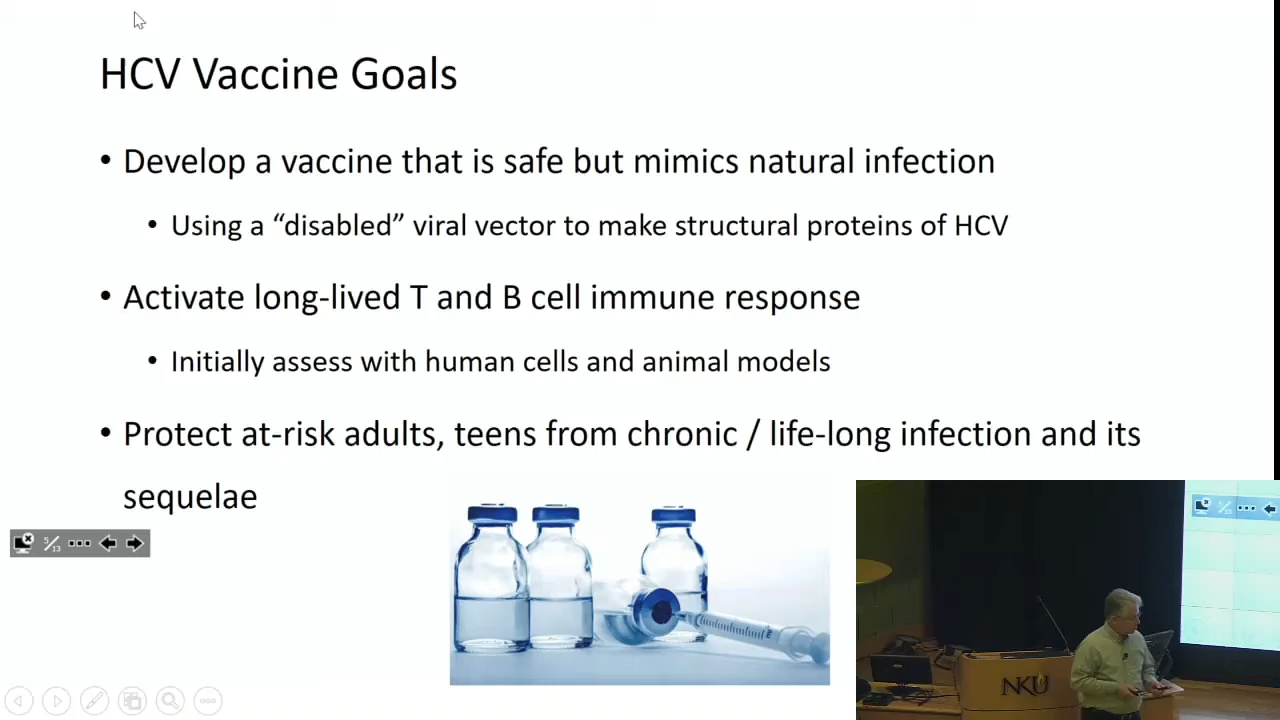 HCV Vaccine Goals
• Develop a vaccine that is safe but mimics natural infection
• Using a “disabled” viral vector to make structural proteins of HCV
• Activate long-lived T and B cell immune response
• Initially assess with human cells and animal models
• Protect at-risk adults, teens from chronic / life-long infection and its
sequelae
5/13
NKU